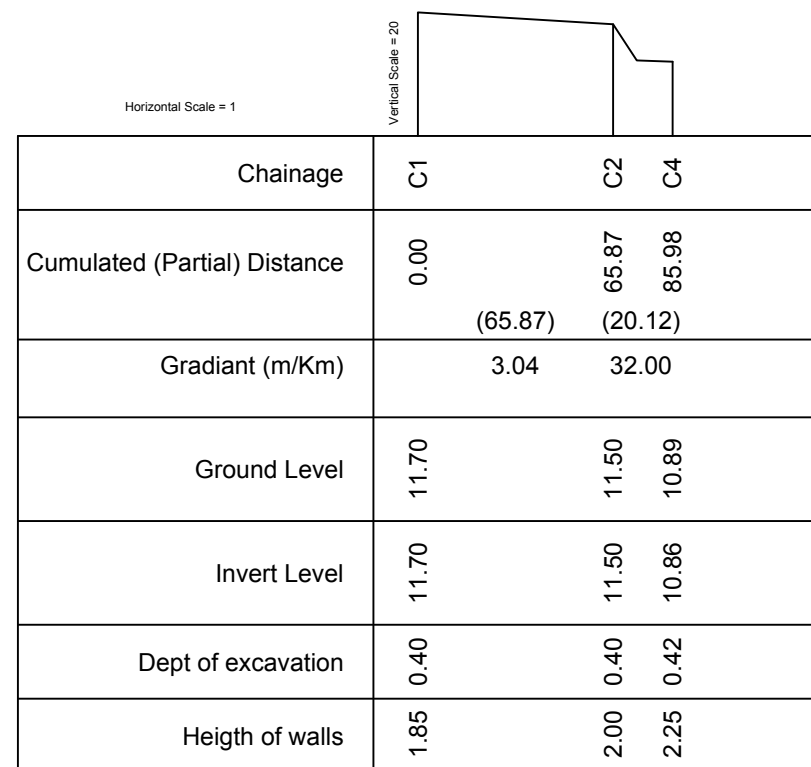 Vertical Scale = 20
Horizontal Scale = 1
Chainage C1 C2 C4
Cumulated (Partial) Distance 0.00 65.87 85.98
(65.87) (20.12)
Gradiant (m/Km) 3.04 32.00
Ground Level 11.70 11.50 10.89
Invert Level 11.70 11.50 10.86
Dept of excavation 0.40 0.40 0.42
Heigth of walls 1.85 2.00 2.25